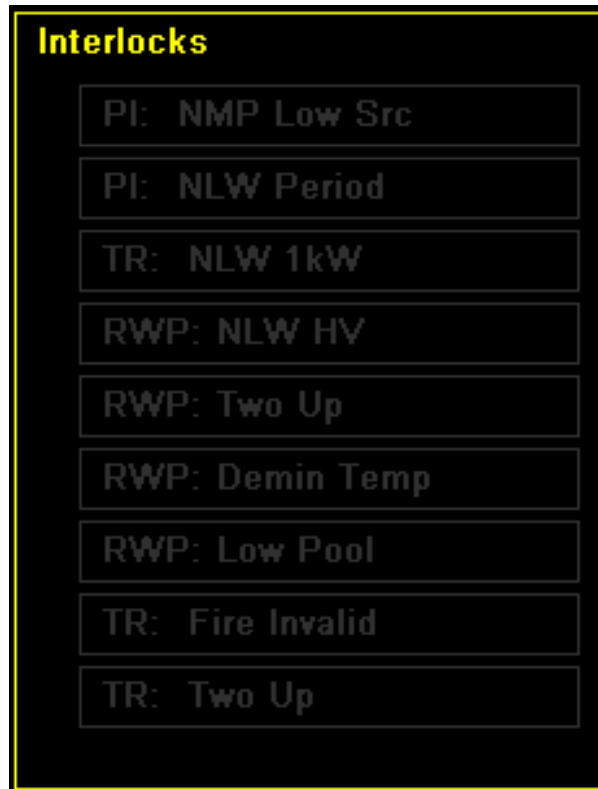 Interlocks
PI: NMP Low Src
PI: NLW Period
TR: NLW 1kW
RWP: NLW HV
RWP: Two Up
RWP: Demin Temp
RWP: Low Pool
TR: Fire Invalid
TR: Two Up